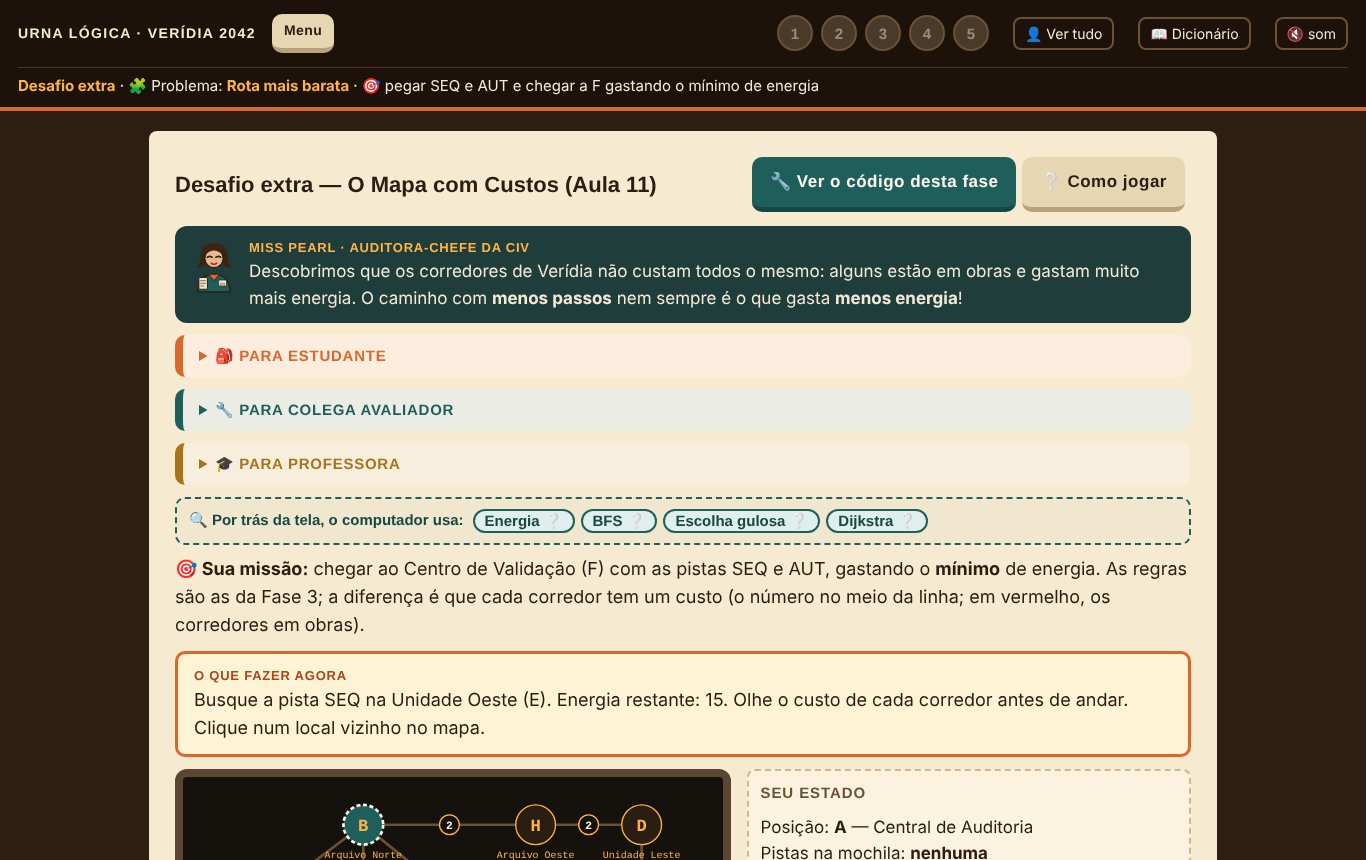 URNA LÓGICA · VERÍDIA 2042
Menu
1 2 3 4 5
Ver tudo
Dicionário
som
Desafio extra · Problema: Rota mais barata · pegar SEQ e AUT e chegar a F gastando o mínimo de energia
Desafio extra — O Mapa com Custos (Aula 11)
Ver o código desta fase
Como jogar
MISS PEARL · AUDITORA-CHEFE DA CIV
Descobrimos que os corredores de Verídia não custam todos o mesmo: alguns estão em obras e gastam muito
mais energia. O caminho com menos passos nem sempre é o que gasta menos energia!
PARA ESTUDANTE
PARA COLEGA AVALIADOR
PARA PROFESSORA
Por trás da tela, o computador usa: Energia ❔ BFS ❔ Escolha gulosa ❔ Dijkstra ❔
Sua missão: chegar ao Centro de Validação (F) com as pistas SEQ e AUT, gastando o mínimo de energia. As regras
são as da Fase 3; a diferença é que cada corredor tem um custo (o número no meio da linha; em vermelho, os
corredores em obras).
O QUE FAZER AGORA
Busque a pista SEQ na Unidade Oeste (E). Energia restante: 15. Olhe o custo de cada corredor antes de andar.
Clique num local vizinho no mapa.
B 2 H 2 D
Arquivo Norte Arquivo Oeste Unidade Leste
SEU ESTADO
Posição: A — Central de Auditoria
Pistas na mochila: nenhuma